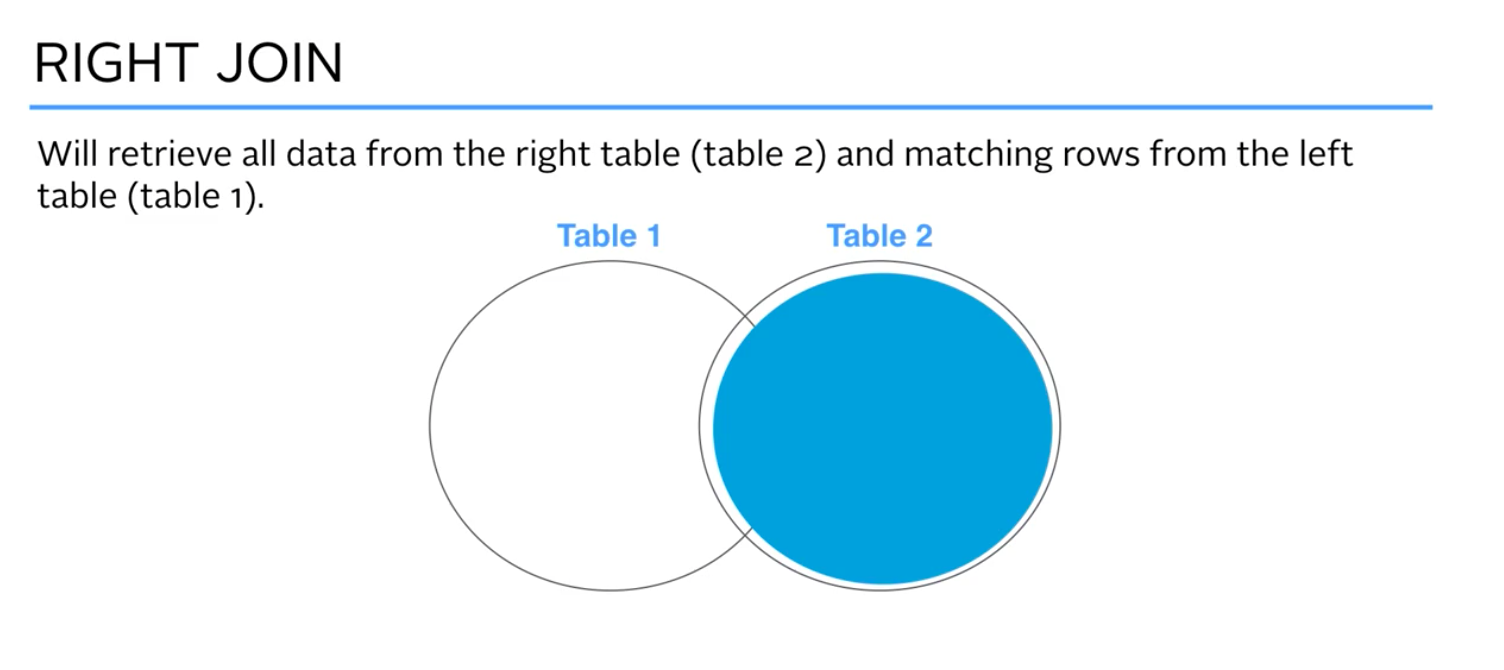 RIGHT JOIN
Will retrieve all data from the right table (table 2) and matching rows from the left
table (table 1).
Table 1
Table 2